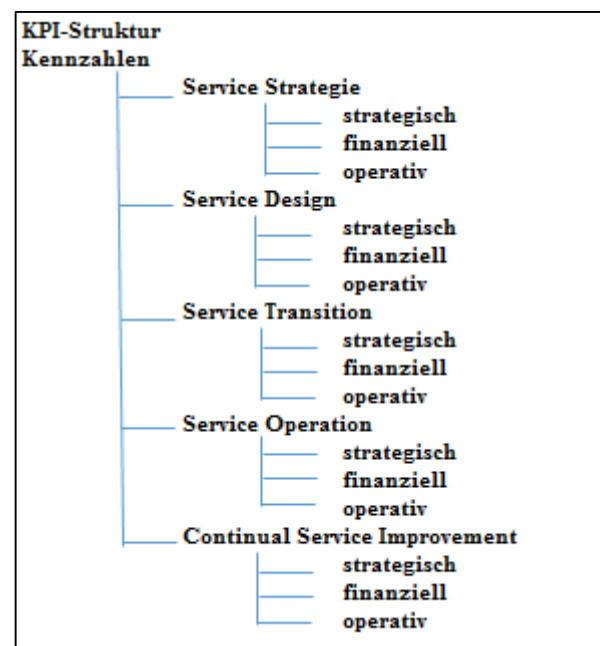 KPI-Struktur
Kennzahlen
Service Strategie
strategisch
finanziell
operativ
Service Design
strategisch
finanziell
operativ
Service Transition
strategisch
finanziell
operativ
Service Operation
strategisch
finanziell
operativ
Continual Service Improvement
strategisch
finanziell
operativ